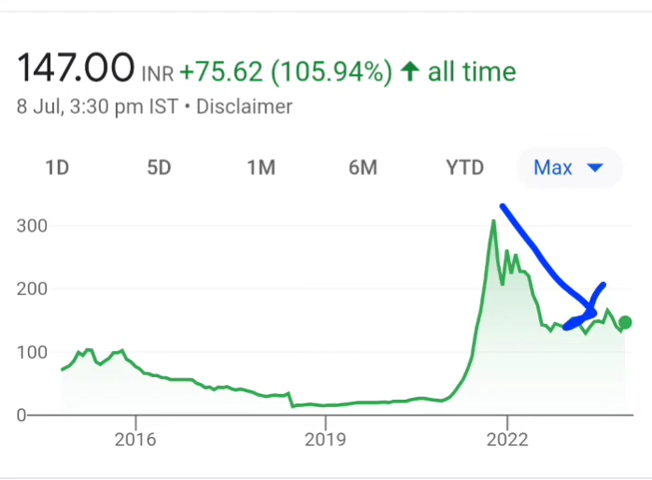 147.00 INR +75.62 (105.94%) ↑ all time
8 Jul, 3:30 pm IST • Disclaimer
1D 5D 1M 6M YTD Max
300
200
100
0
2016 2019 2022